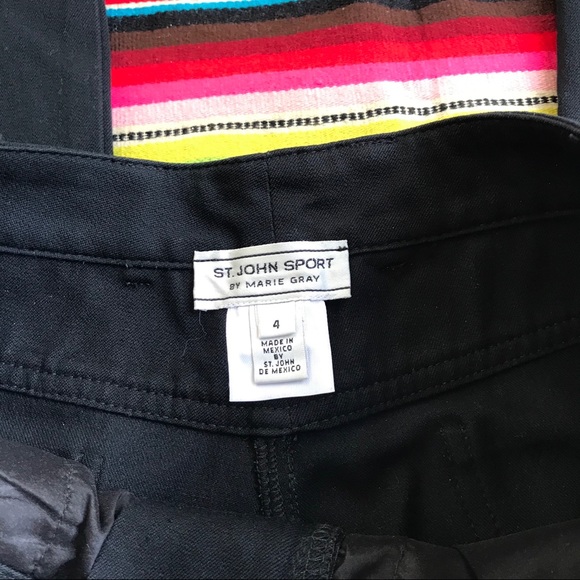 ST. JOHN SPORT
BY MARIE GRAY
4
MADE IN
MEXICO
BY
ST. JOHN
DE MEXICO